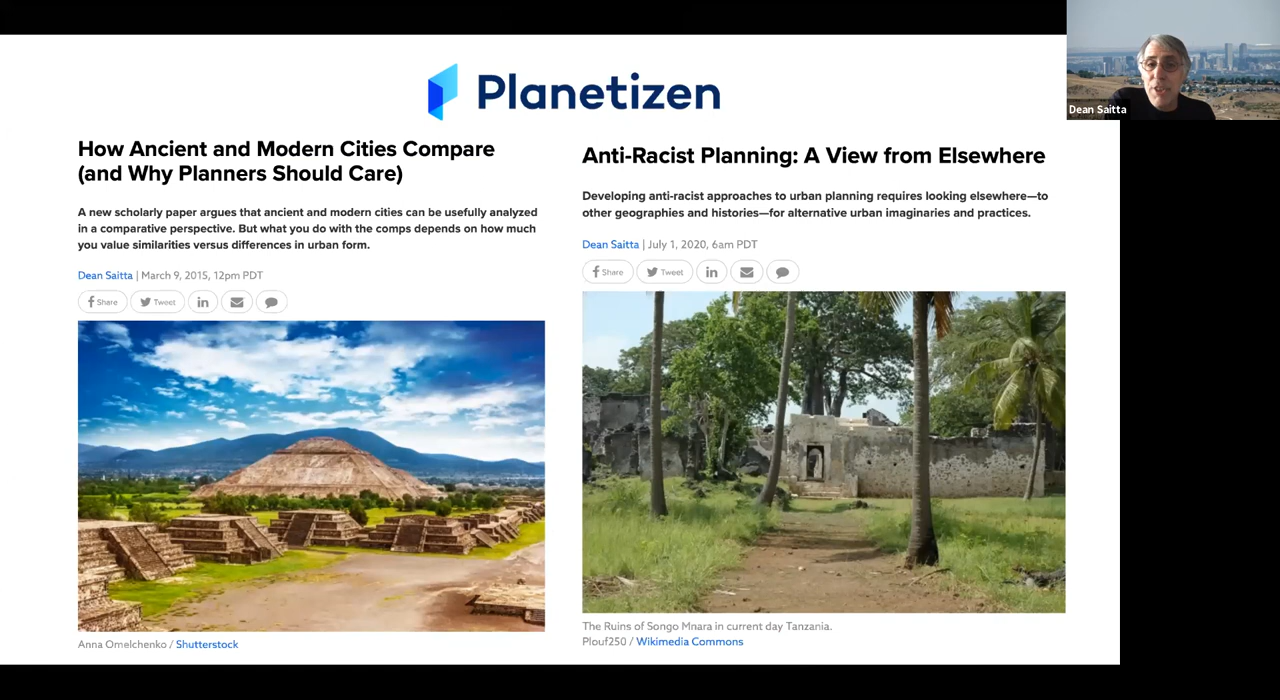 Planetizen
How Ancient and Modern Cities Compare
(and Why Planners Should Care)
A new scholarly paper argues that ancient and modern cities can be usefully analyzed
in a comparative perspective. But what you do with the comps depends on how much
you value similarities versus differences in urban form.
Dean Saitta | March 9, 2015, 12pm PDT
Share
Tweet
in
Anna Omelchenko / Shutterstock
Anti-Racist Planning: A View from Elsewhere
Developing anti-racist approaches to urban planning requires looking elsewhere—to
other geographies and histories—for alternative urban imaginaries and practices.
Dean Saitta | July 1, 2020, 6am PDT
Share
Tweet
in
The Ruins of Songo Mnara in current day Tanzania.
Plouf250 / Wikimedia Commons
Dean Saitta